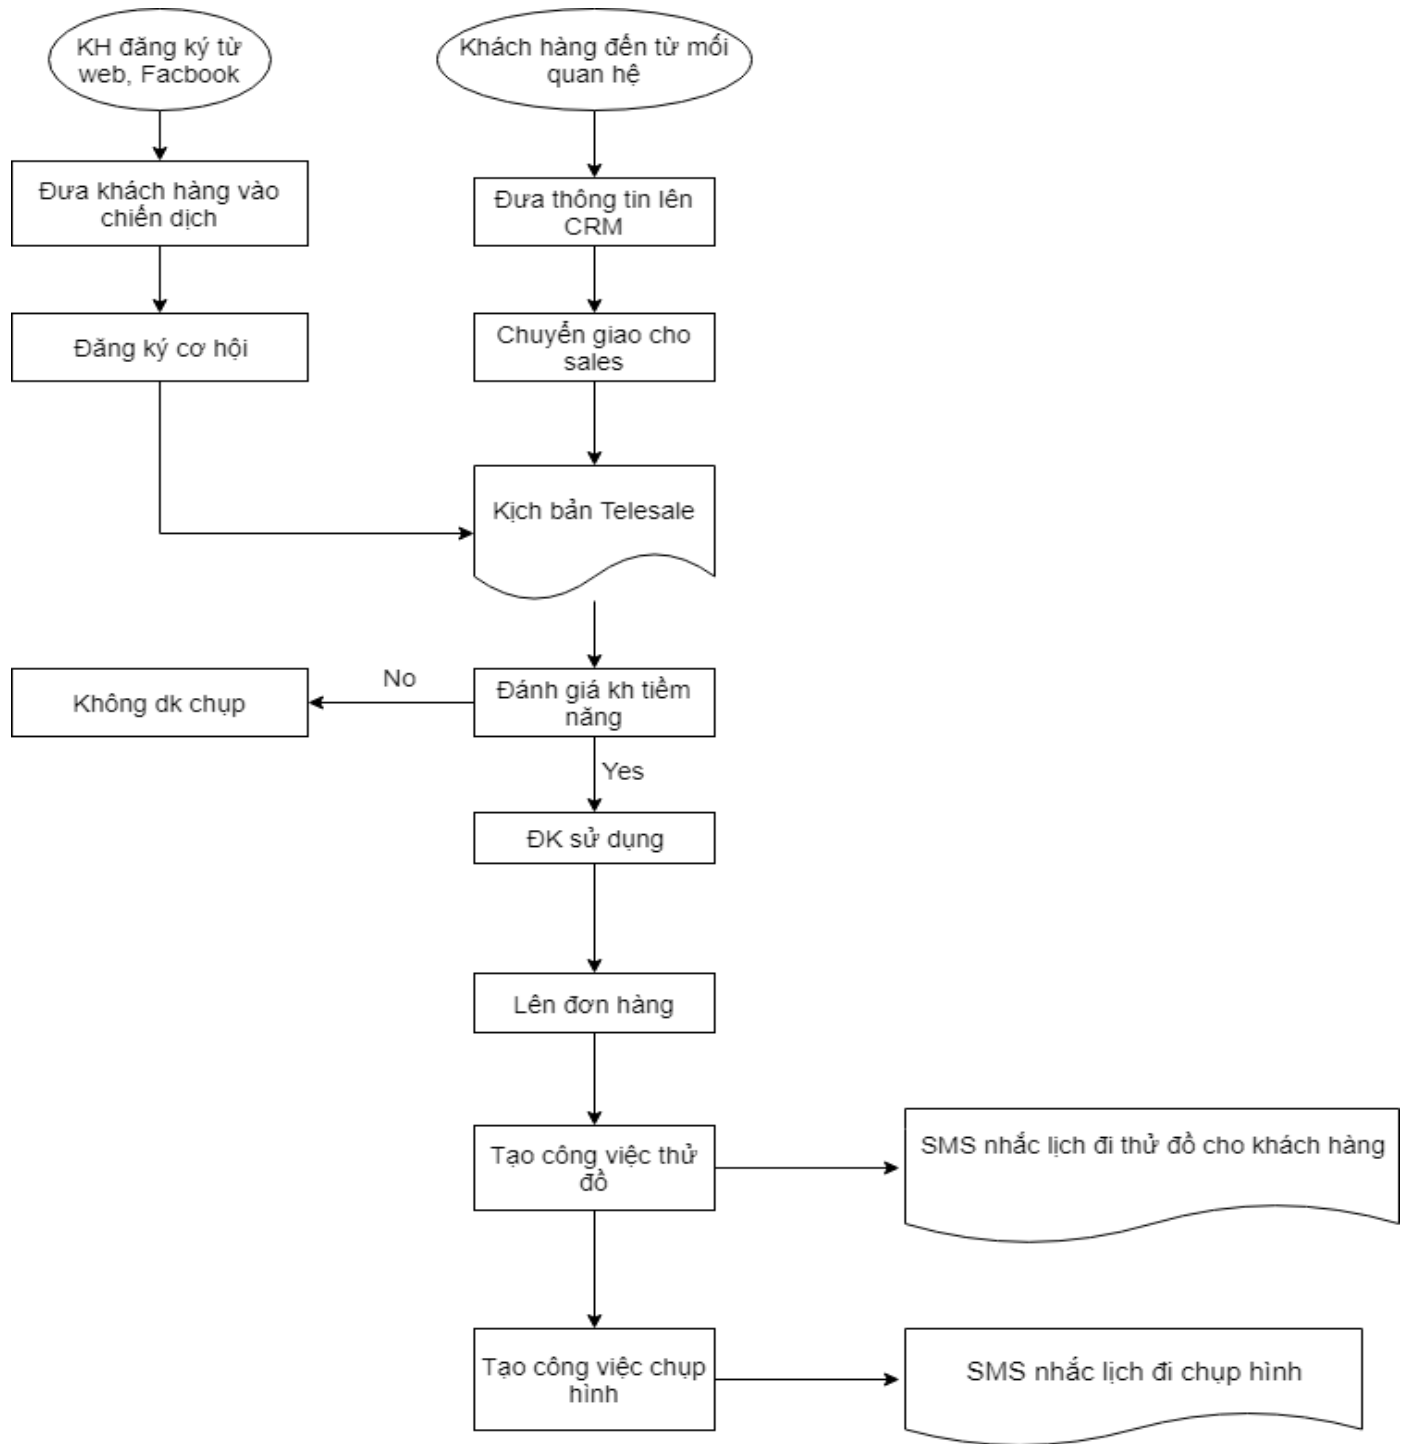 KH đăng ký từ
web, Facbook
Khách hàng đến từ mối
quan hệ
Đưa khách hàng vào
chiến dịch
Đưa thông tin lên
CRM
Đăng ký cơ hội
Chuyển giao cho
sales
Kịch bản Telesale
No
Không dk chụp
Đánh giá kh tiềm
năng
Yes
ĐK sử dụng
Lên đơn hàng
Tạo công việc thử
đồ
SMS nhắc lịch đi thử đồ cho khách hàng
Tạo công việc chụp
hình
SMS nhắc lịch đi chụp hình